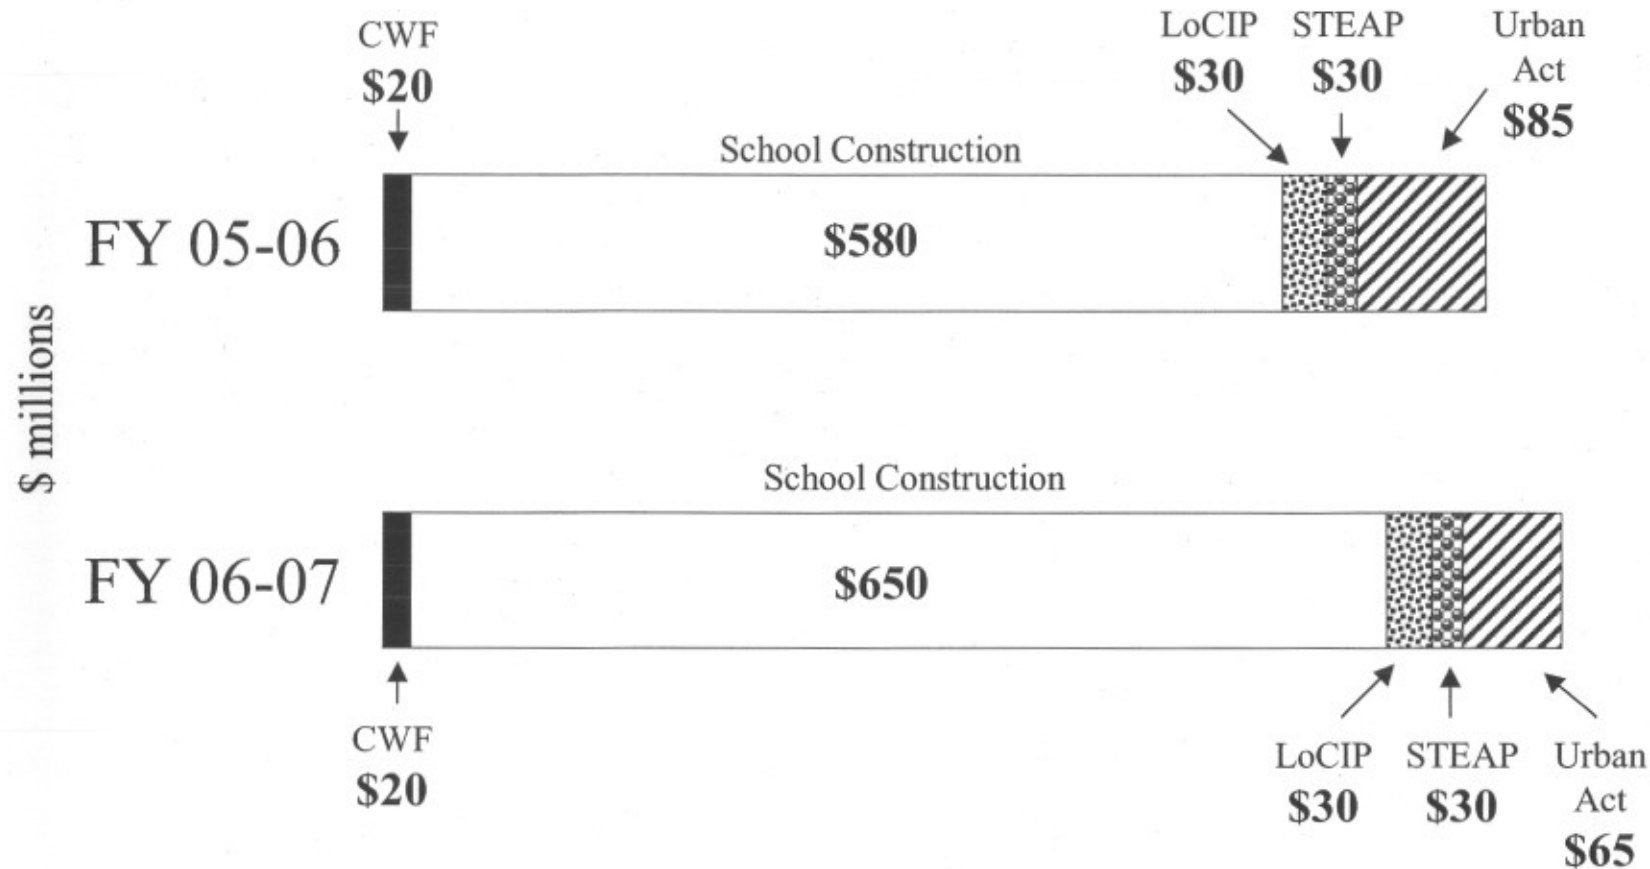 CWF
$20
LoCIP
$30
STEAP
$30
Urban
Act
$85
School Construction
FY 05-06
$580
$ millions
School Construction
FY 06-07
$650
CWF
$20
LoCIP
$30
STEAP
$30
Urban
Act
$65